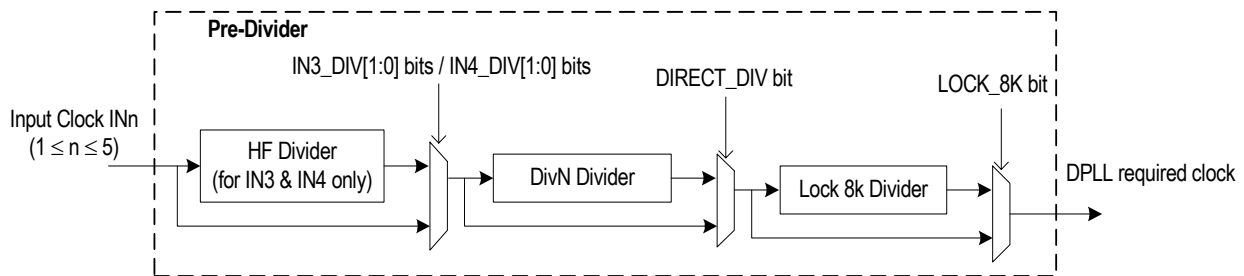 Pre-Divider
IN3_DIV[1:0] bits / IN4_DIV[1:0] bits
DIRECT_DIV bit
LOCK_8K bit
Input Clock INn
(1 ≤ n ≤ 5)
HF Divider
(for IN3 & IN4 only)
DivN Divider
Lock 8k Divider
DPLL required clock